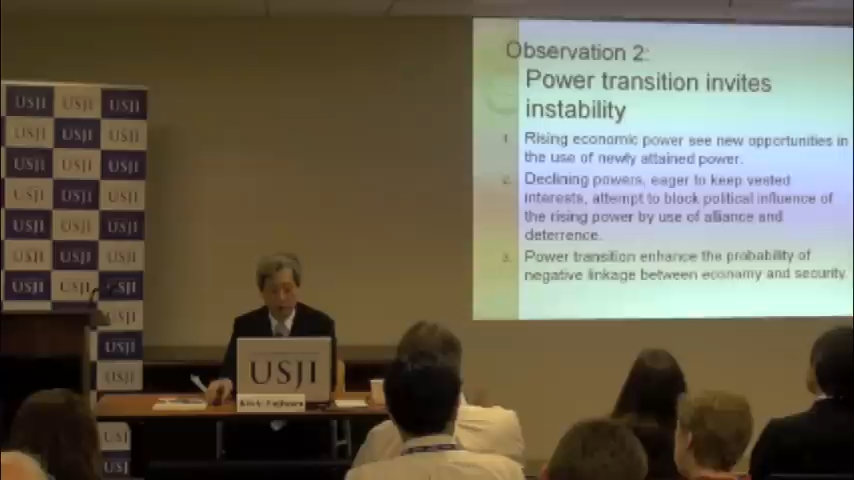 Observation 2:
Power transition invites
instability
1. Rising economic power see new opportunities in
the use of newly attained power.
2. Declining powers, eager to keep vested
interests, attempt to block political influence of
the rising power by use of alliance and
deterrence.
3. Power transition enhance the probability of
negative linkage between economy and security.
USJI USJI USJI
USJI USJI USJI
USJI USJI USJI
USJI USJI USJI
USJI USJI USJI
USJI USJI USJI
USJI USJI USJI
USJI
USJI
USJI
USJI
USJI
USJI